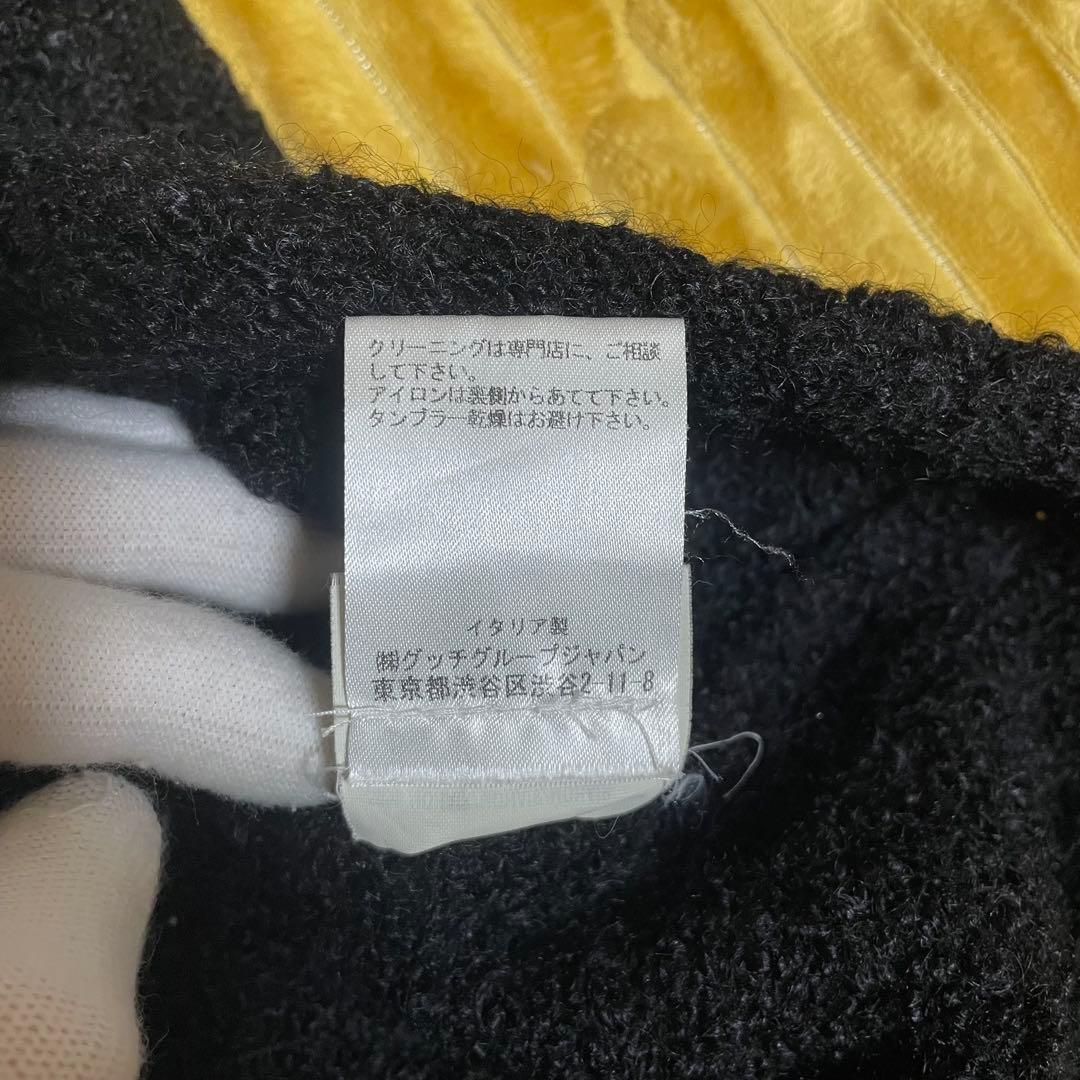 クリーニングは専門店に、ご相談
して下さい。
アイロンは裏側からあてて下さい。
タンブラー乾燥はお避け下さい。
イタリア製
㈱グッチグループジャパン
東京都渋谷区渋谷2-11-8